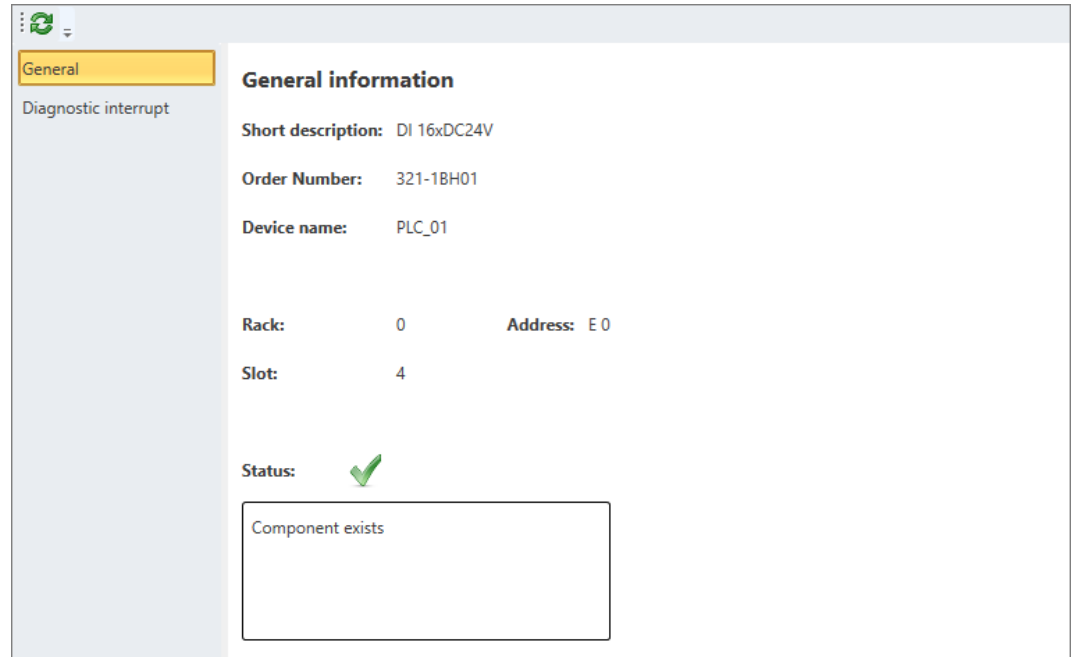 General
Diagnostic interrupt
General information
Short description: DI 16xDC24V
Order Number: 321-1BH01
Device name: PLC_01
Rack: 0 Address: E 0
Slot: 4
Status:
Component exists